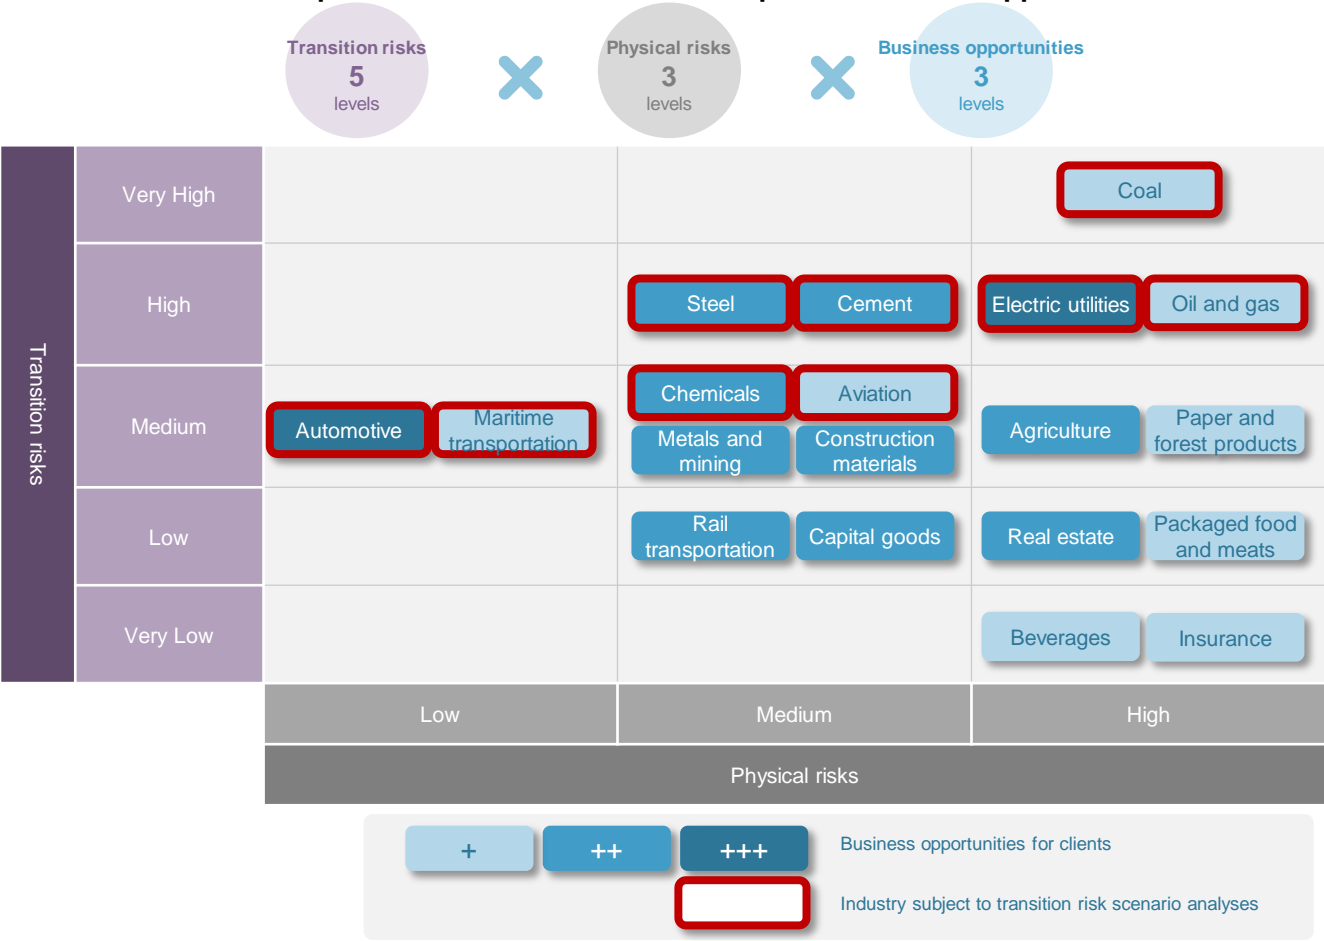 Transition risks
5
levels
Physical risks
3
levels
Business opportunities
3
levels
Transition risks
Very High
Coal
High
Steel
Cement
Electric utilities
Oil and gas
Medium
Automotive
Maritime
transportation
Chemicals
Aviation
Metals and
mining
Construction
materials
Agriculture
Paper and
forest products
Low
Rail
transportation
Capital goods
Real estate
Packaged food
and meats
Very Low
Beverages
Insurance
Low
Medium
High
Physical risks
+
++
+++
Business opportunities for clients
Industry subject to transition risk scenario analyses